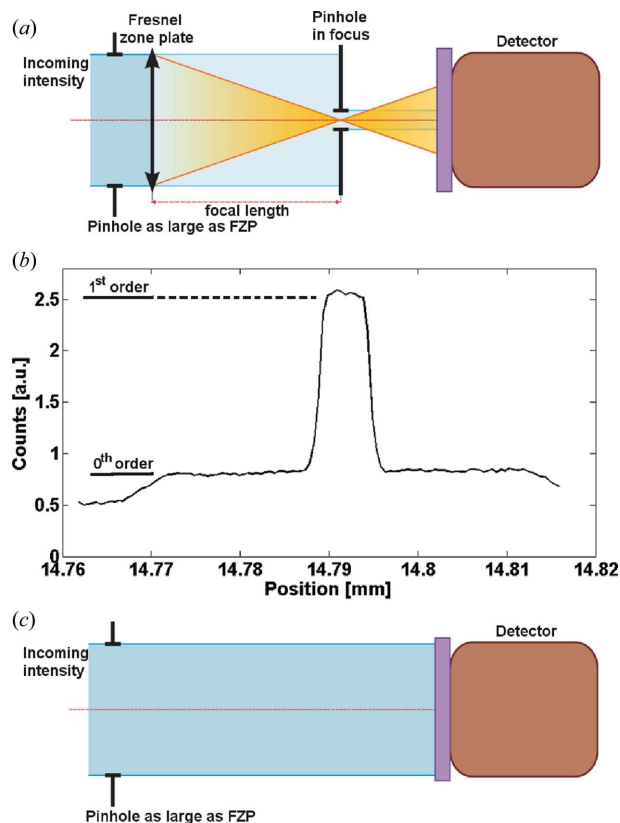 (a)
Fresnel
zone plate
Pinhole
in focus
Detector
Incoming
intensity
focal length
Pinhole as large as FZP
(b)
1st order
0th order
Counts [a.u.]
2.5
2
1.5
1
0.5
0
14.76 14.77 14.78 14.79 14.8 14.81 14.82
Position [mm]
(c)
Incoming
intensity
Detector
Pinhole as large as FZP